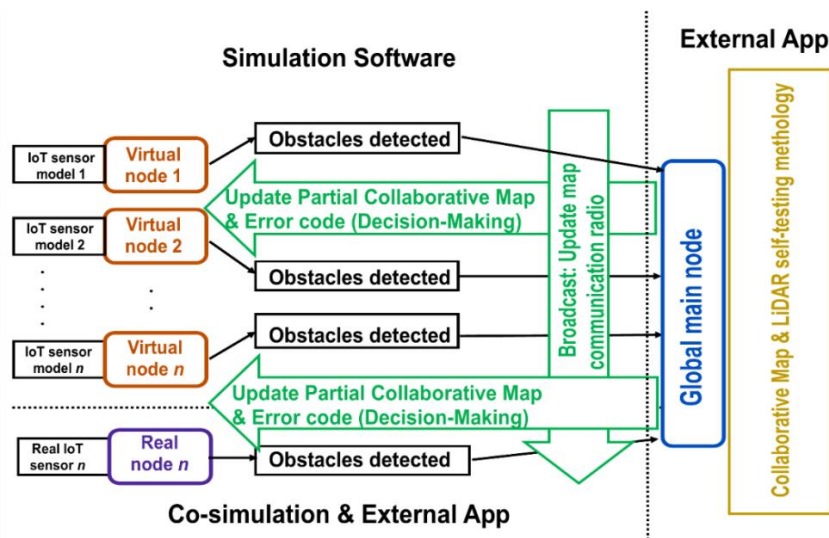 Simulation Software
External App
IoT sensor
model 1
Virtual
node 1
Obstacles detected
Update Partial Collaborative Map
& Error code (Decision-Making)
IoT sensor
model 2
Virtual
node 2
Obstacles detected
IoT sensor
model n
Virtual
node n
Obstacles detected
Update Partial Collaborative Map
& Error code (Decision-Making)
Real IoT
sensor n
Real
node n
Obstacles detected
Co-simulation & External App
Broadcast: Update map
communication radio
Global main node
Collaborative Map & LiDAR self-testing methology